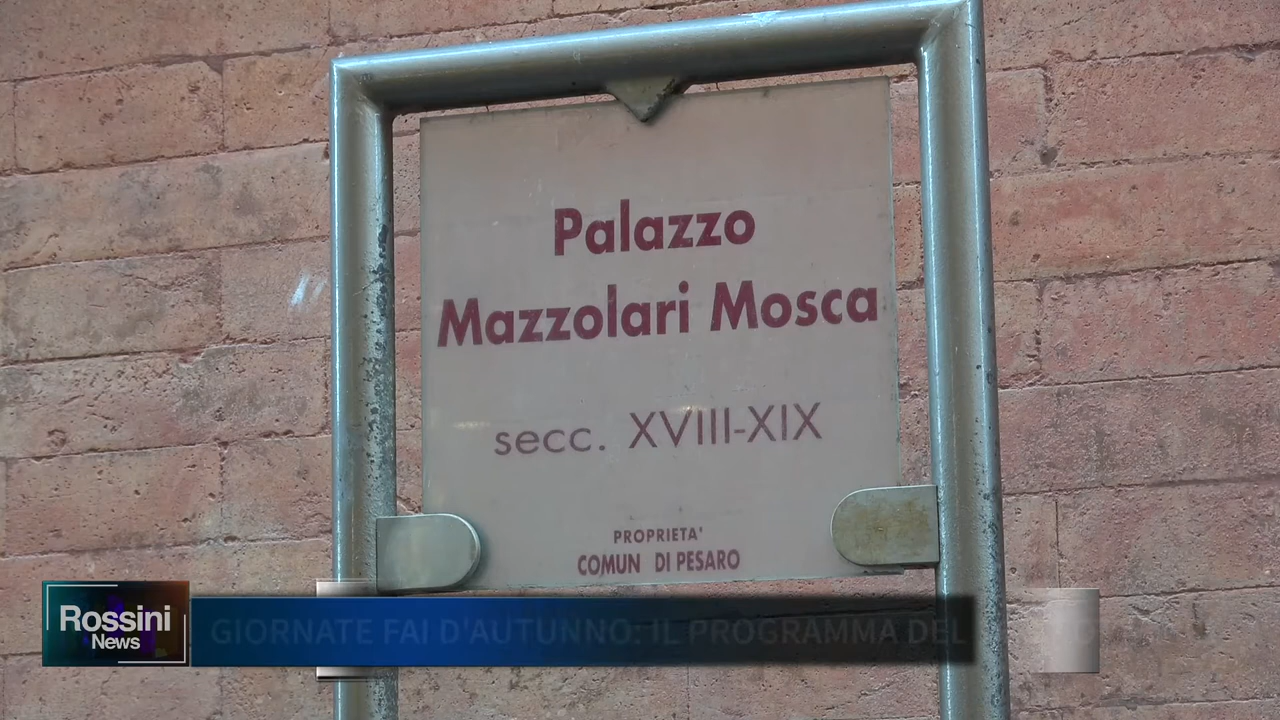 Palazzo
Mazzolari Mosca
secc. XVIII-XIX
PROPRIETA'
COMUN DI PESARO
Rossini
News
GIORNATE FAI D'AUTUNNO: IL PROGRAMMA DEL